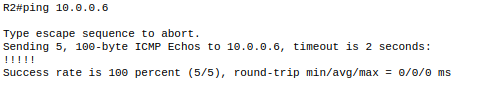 R2#ping 10.0.0.6
Type escape sequence to abort.
Sending 5, 100-byte ICMP Echos to 10.0.0.6, timeout is 2 seconds:
!!!!!
Success rate is 100 percent (5/5), round-trip min/avg/max = 0/0/0 ms